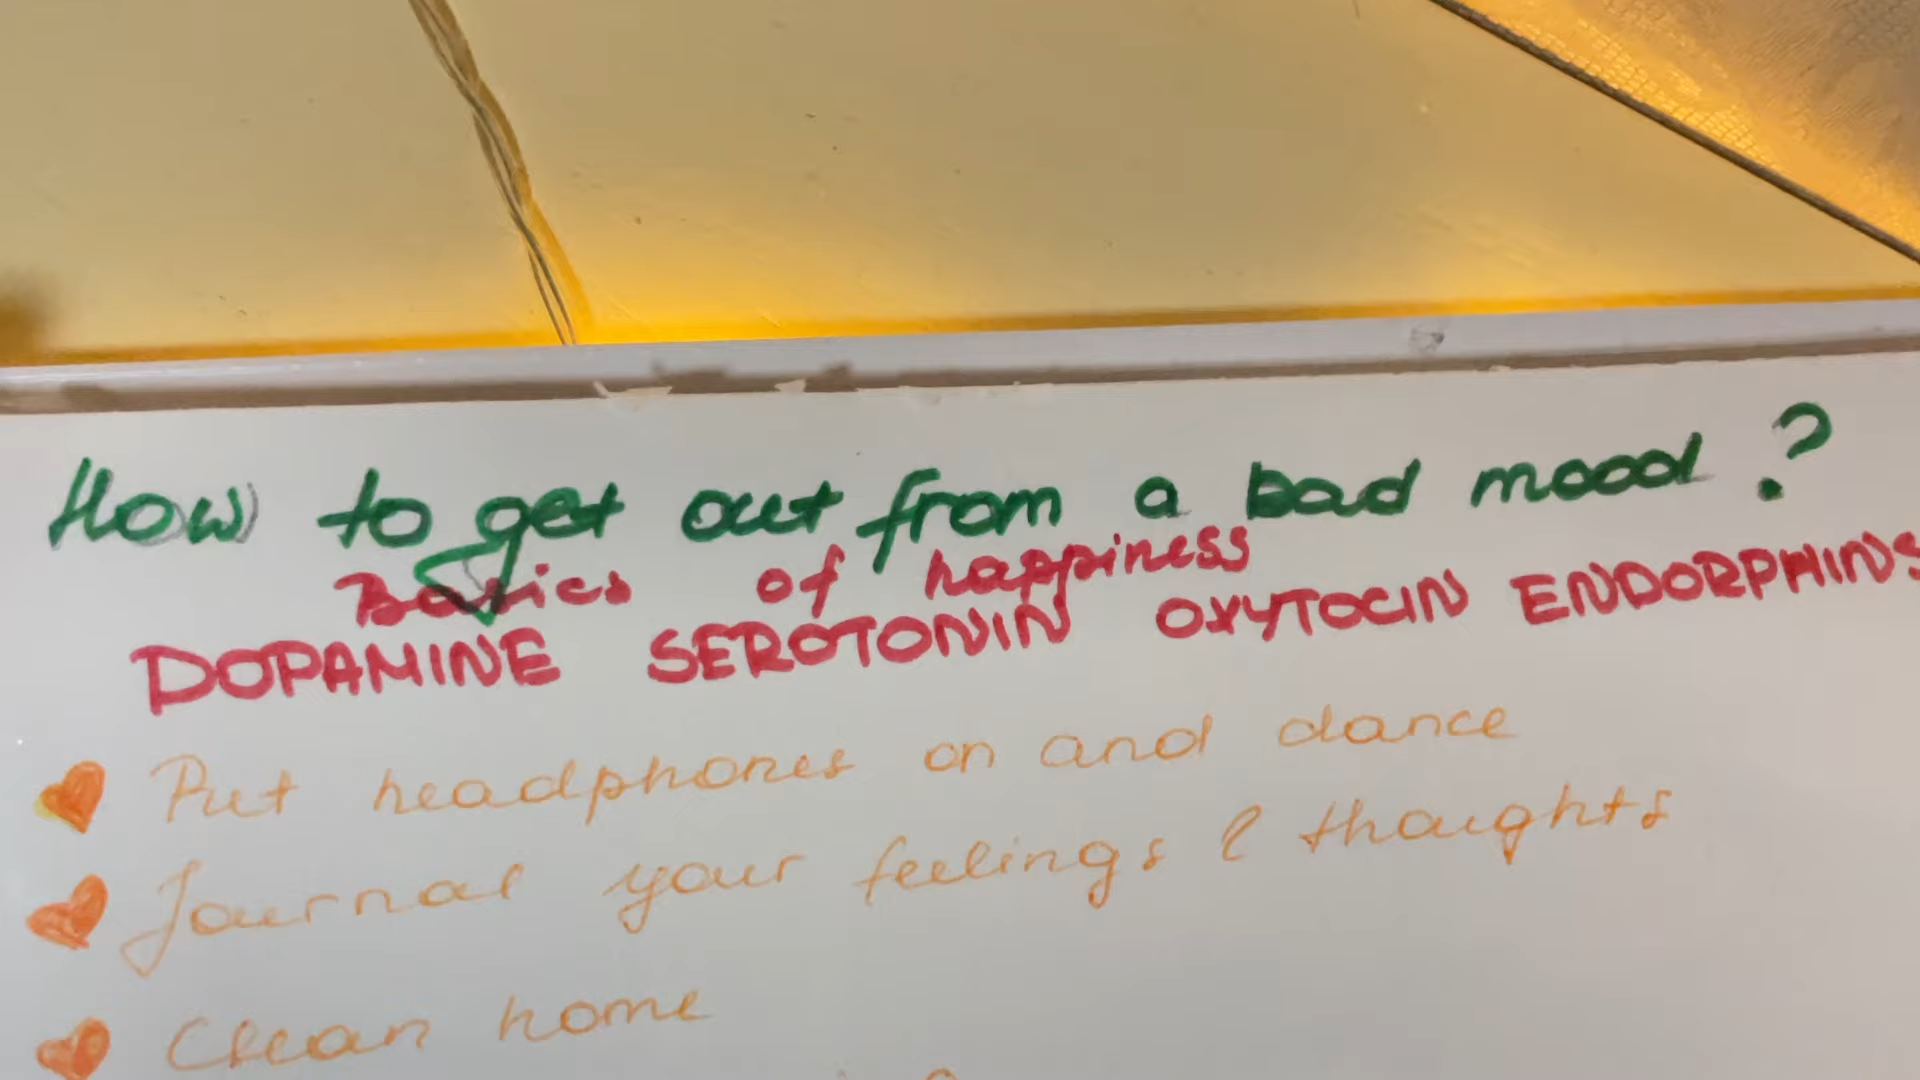 How to get out from a bad mood?
Basics of happiness
DOPAMINE SEROTONIN OXYTOCIN ENDORPHINS
Put headphones on and dance
Journal your feelings & thoughts
Clean home